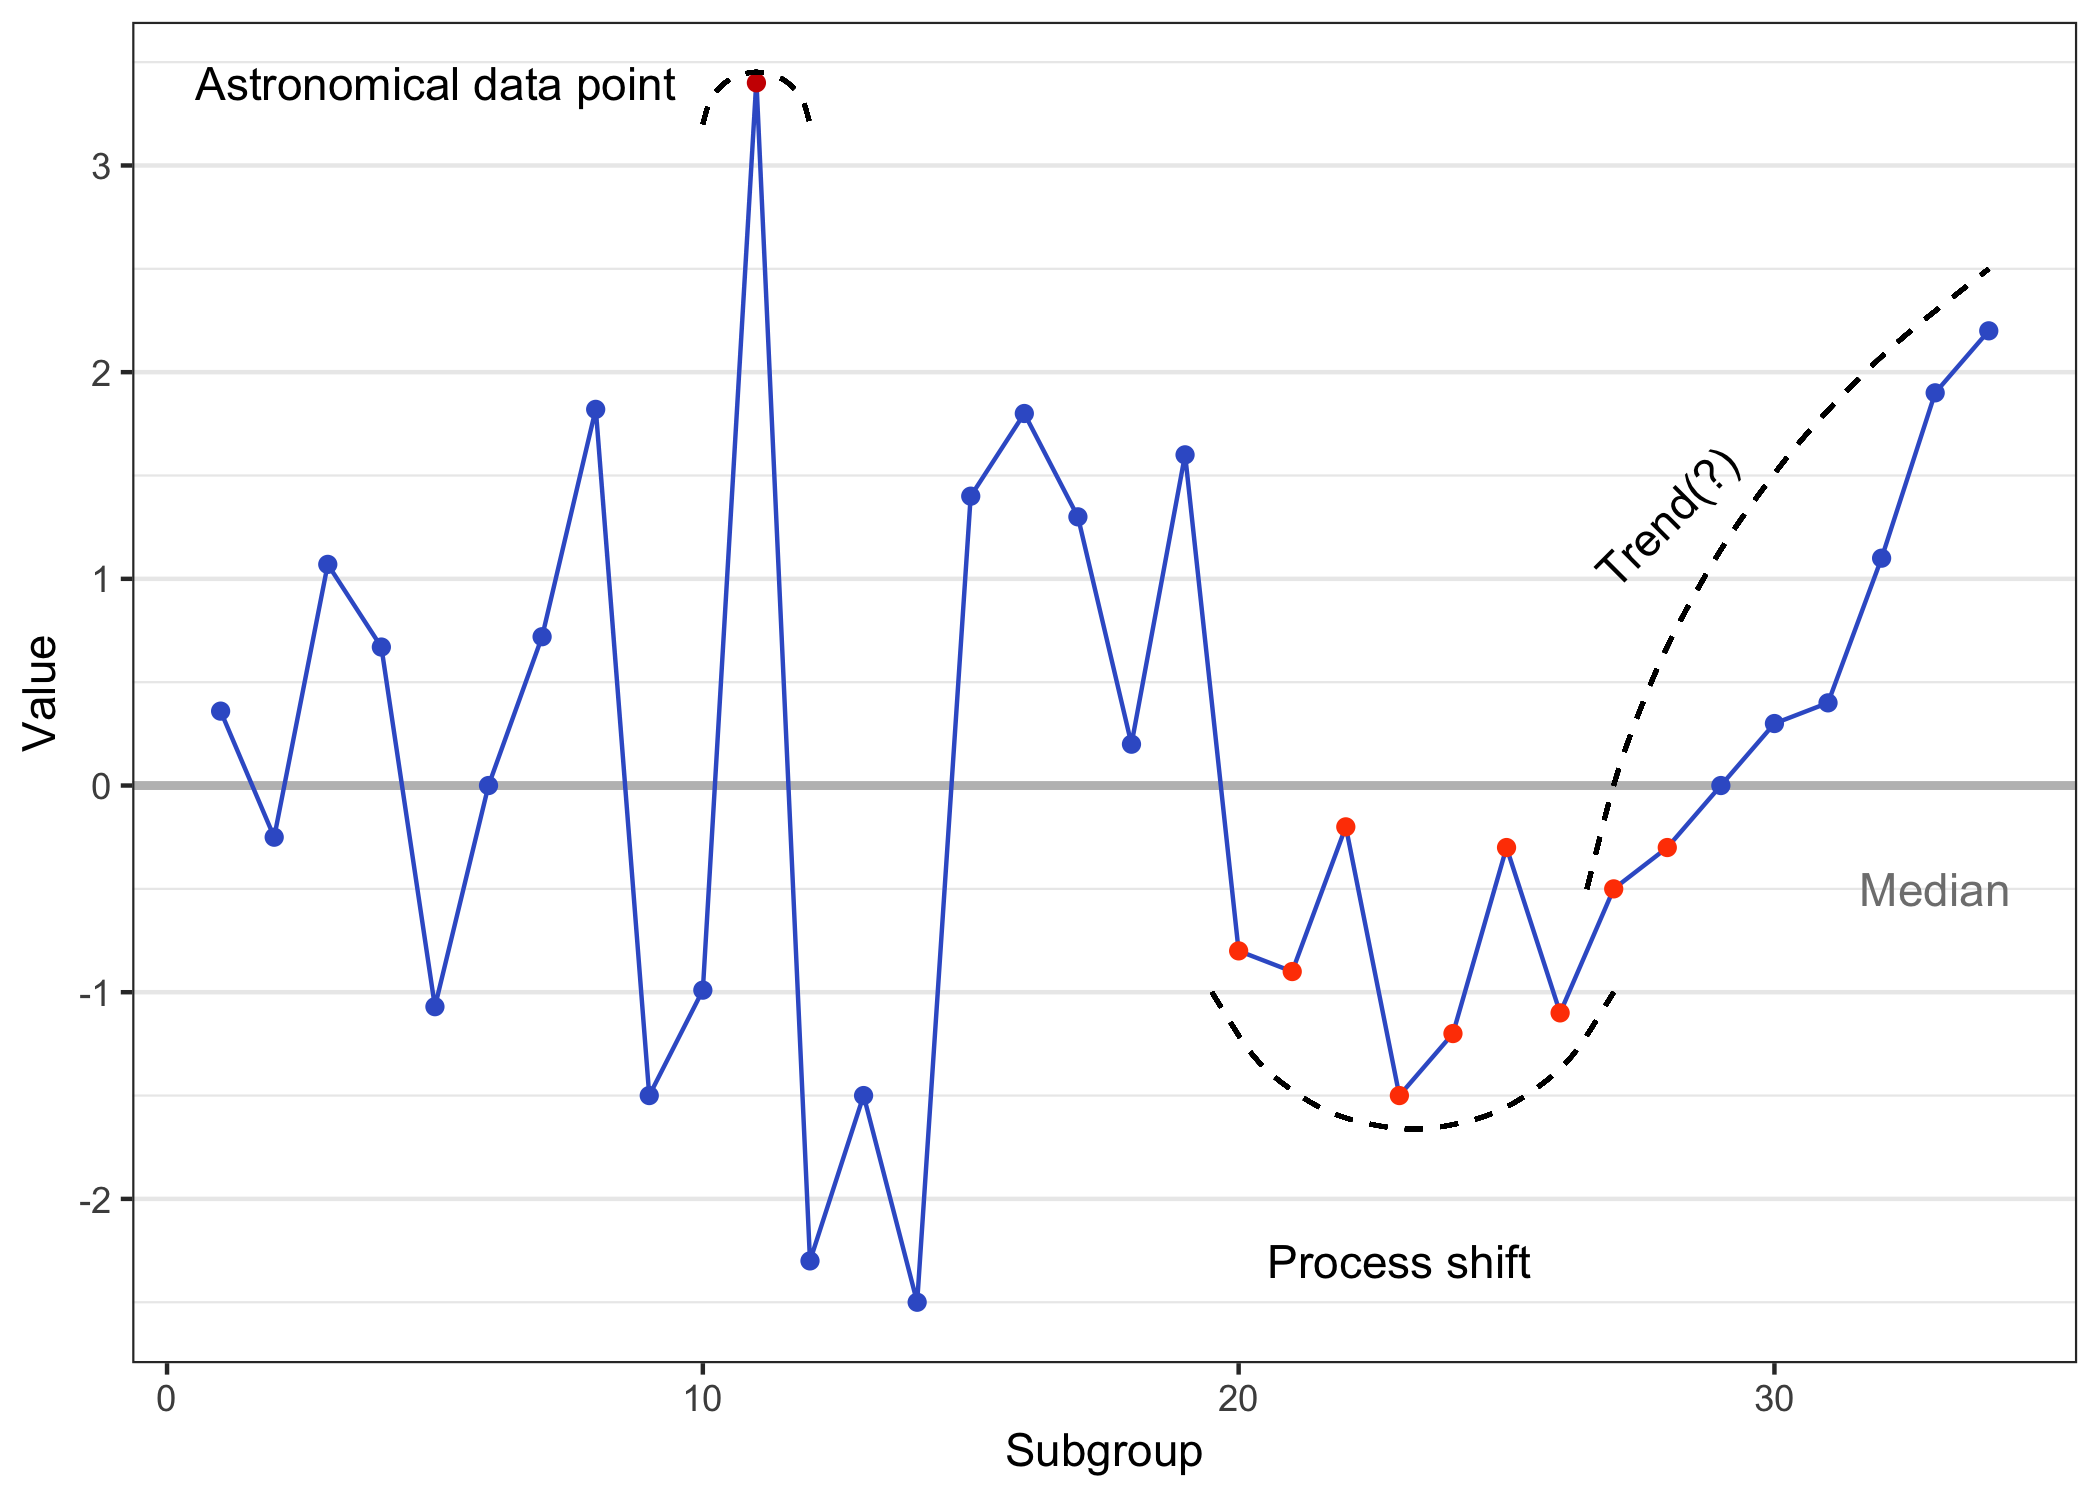 Astronomical data point
Trend(?)
Median
Process shift
Value
3
2
1
0
-1
-2
0
10
20
30
Subgroup